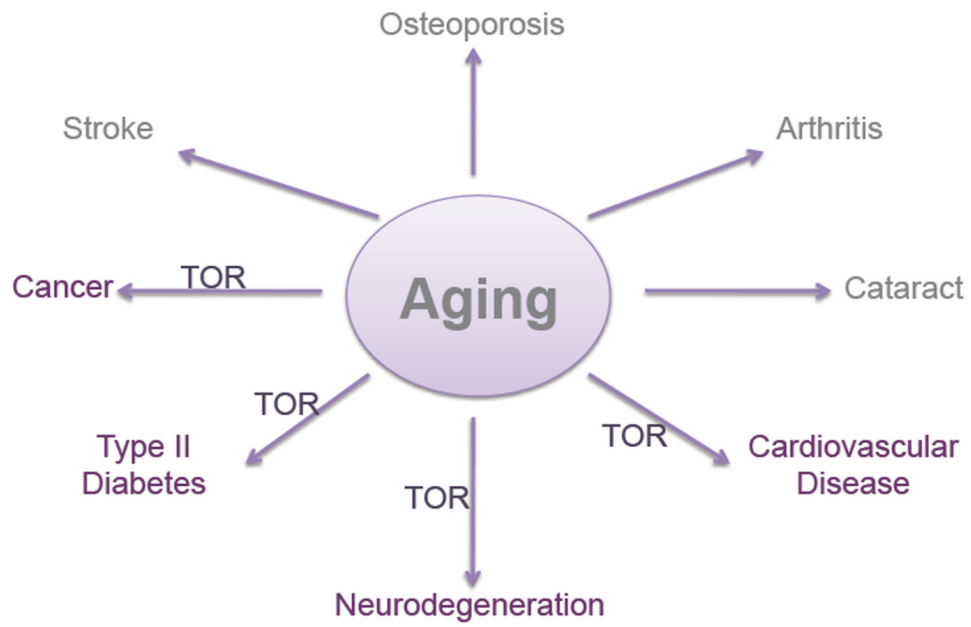 Osteoporosis
Stroke
Arthritis
Cancer
TOR
Aging
Cataract
TOR
TOR
Type II
Diabetes
Cardiovascular
Disease
TOR
Neurodegeneration